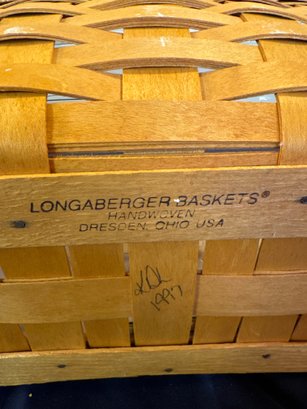 LONGABERGER BASKETS®
HANDWOVEN
DRESDEN, OHIO USA
1997